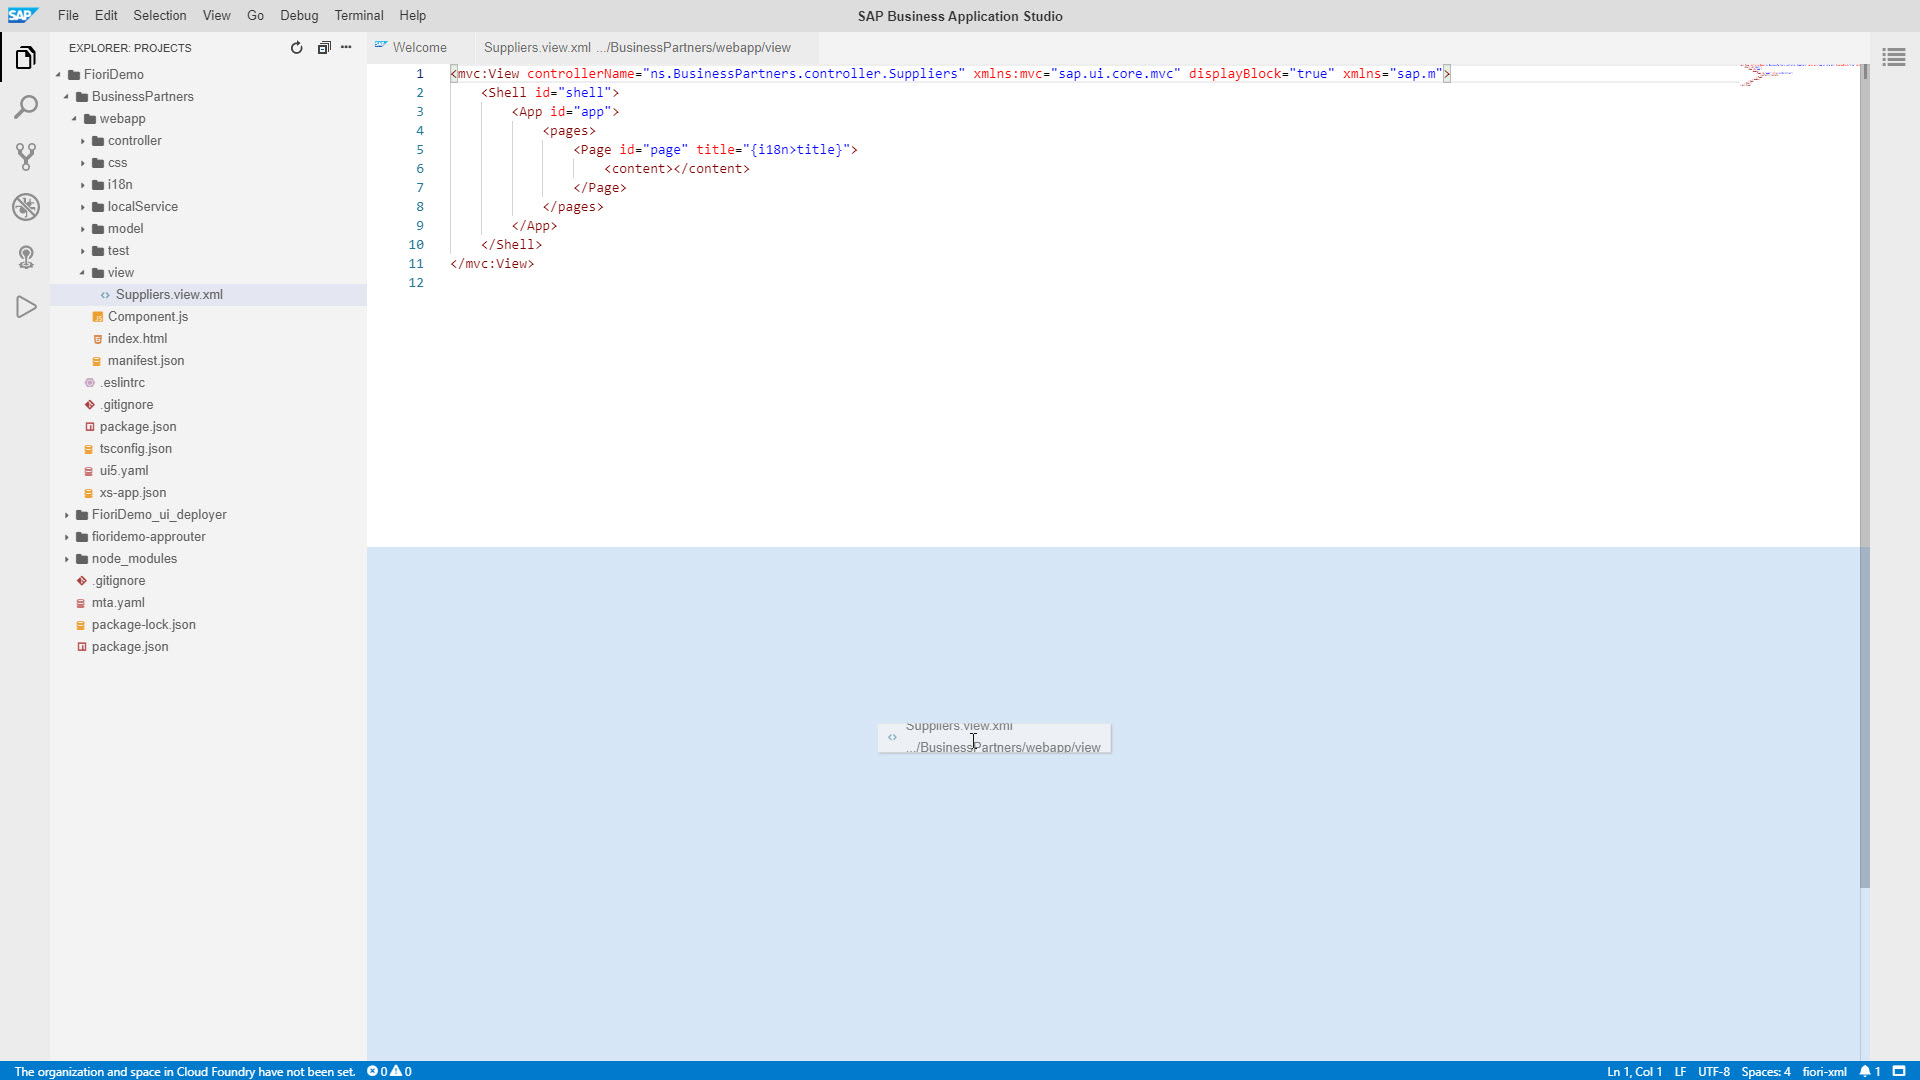 SAP File Edit Selection View Go Debug Terminal Help SAP Business Application Studio
EXPLORER: PROJECTS
FioriDemo
BusinessPartners
webapp
controller
css
i18n
localService
model
test
view
Suppliers.view.xml
Component.js
index.html
manifest.json
.eslintrc
.gitignore
package.json
tsconfig.json
ui5.yaml
xs-app.json
FioriDemo_ui_deployer
fioridemo-approuter
node_modules
.gitignore
mta.yaml
package-lock.json
package.json
Welcome Suppliers.view.xml .../BusinessPartners/webapp/view
1 <mvc:View controllerName="ns.BusinessPartners.controller.Suppliers" xmlns:mvc="sap.ui.core.mvc" displayBlock="true" xmlns="sap.m">
2 <Shell id="shell">
3 <App id="app">
4 <pages>
5 <Page id="page" title="{i18n>title}">
6 <content></content>
7 </Page>
8 </pages>
9 </App>
10 </Shell>
11 </mvc:View>
12
Suppliers.view.xml
.../BusinessPartners/webapp/view
The organization and space in Cloud Foundry have not been set. 0 0 Ln 1, Col 1 LF UTF-8 Spaces: 4 fiori-xml 1